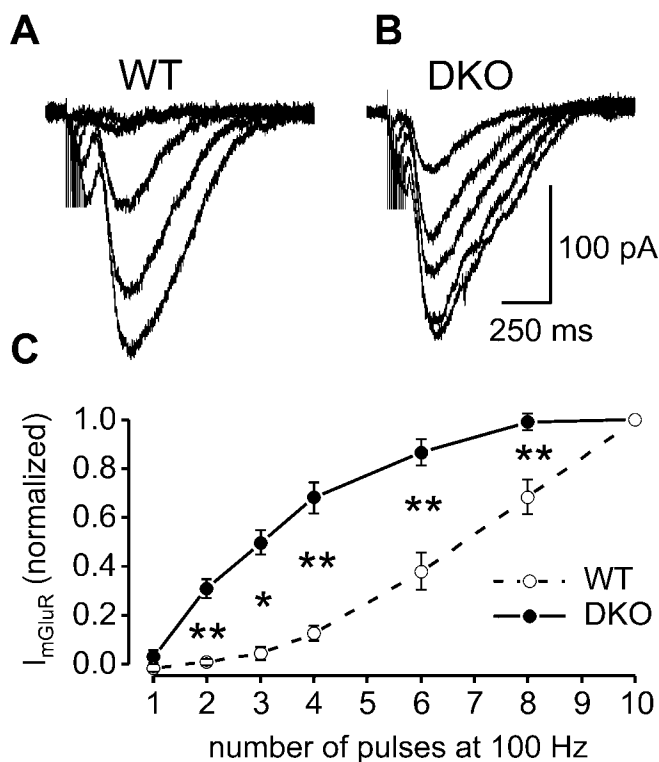 A
WT
B
DKO
100 pA
250 ms
C
I_mGluR (normalized)
1.0
0.8
0.6
0.4
0.2
0.0
**
*
**
**
**
WT
DKO
1 2 3 4 5 6 7 8 9 10
number of pulses at 100 Hz